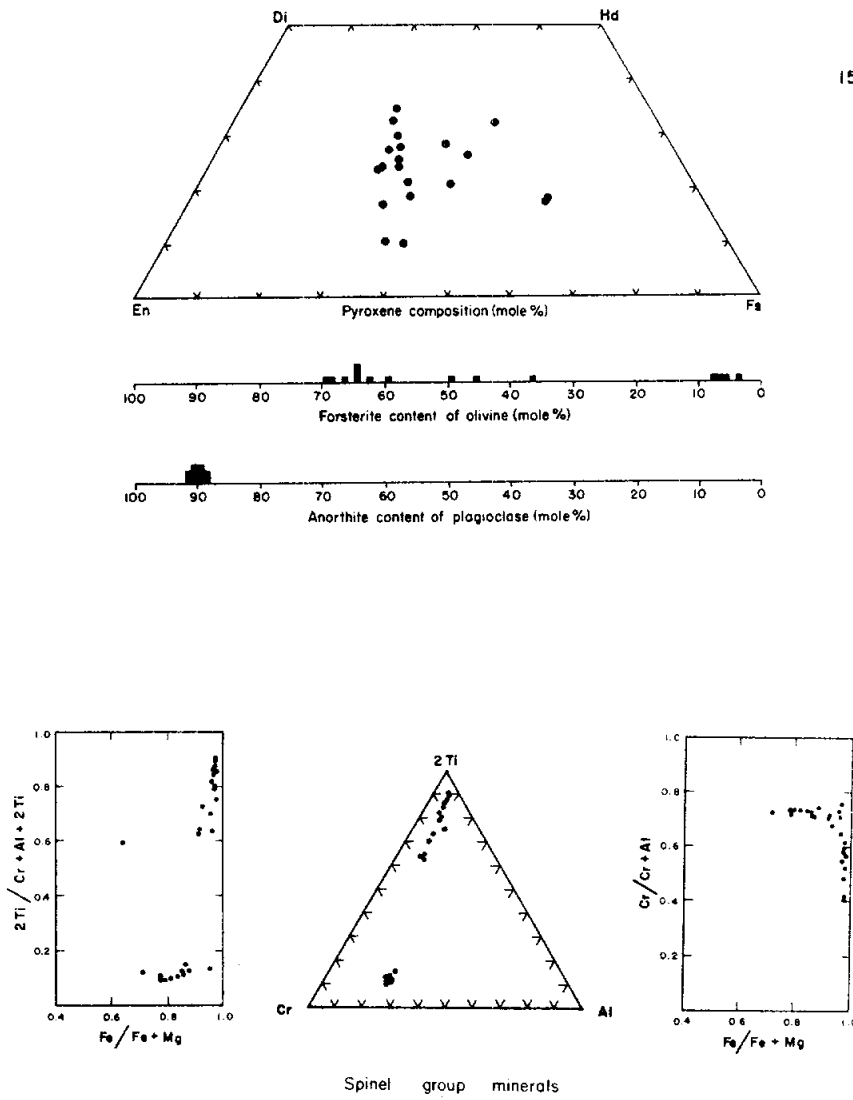 Di Hd
15
En Pyroxene composition (mole %) Fs
100 90 80 70 60 50 40 30 20 10 0
Forsterite content of olivine (mole %)
100 90 80 70 60 50 40 30 20 10 0
Anorthite content of plagioclase (mole %)
1.0
0.8
0.6
0.4
0.2
0.4 0.6 0.8 1.0
2Ti / Cr + Al + 2Ti
Fe / Fe + Mg
2 Ti
Cr Al
1.0
0.8
0.6
0.4
0.2
0.4 0.6 0.8 1.0
Cr / Cr + Al
Fe / Fe + Mg
Spinel group minerals